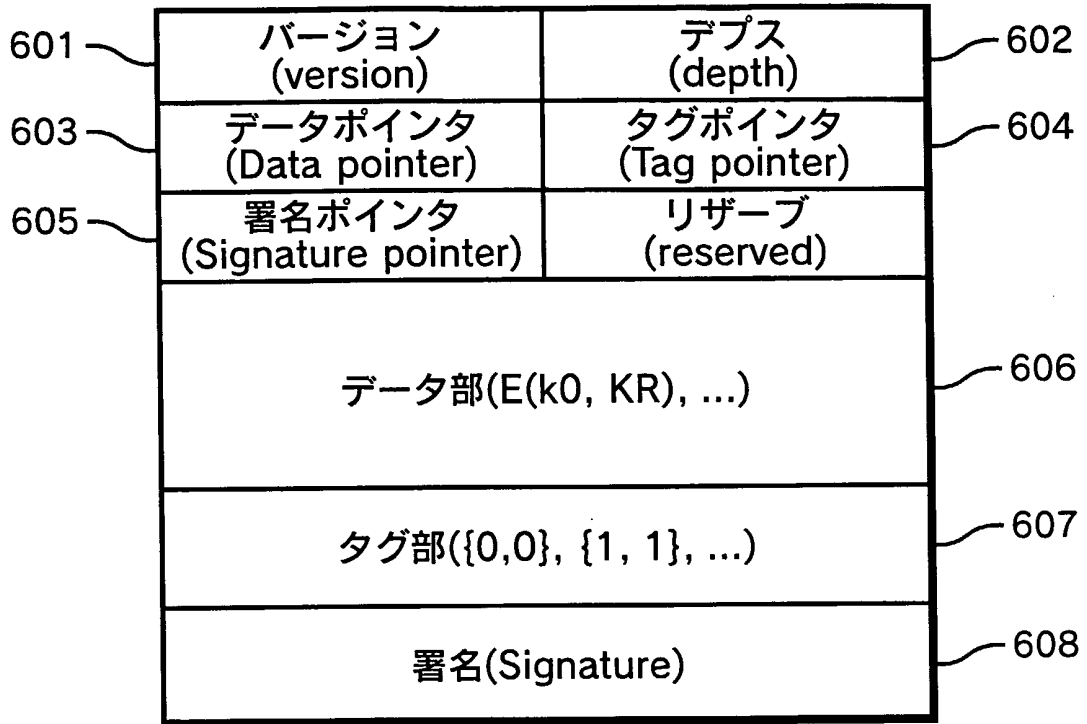 601
バージョン
(version)
デプス
(depth)
602
603
データポインタ
(Data pointer)
タグポインタ
(Tag pointer)
604
605
署名ポインタ
(Signature pointer)
リザーブ
(reserved)
データ部(E(k0, KR), ...)
606
タグ部({0,0}, {1, 1}, ...)
607
署名(Signature)
608